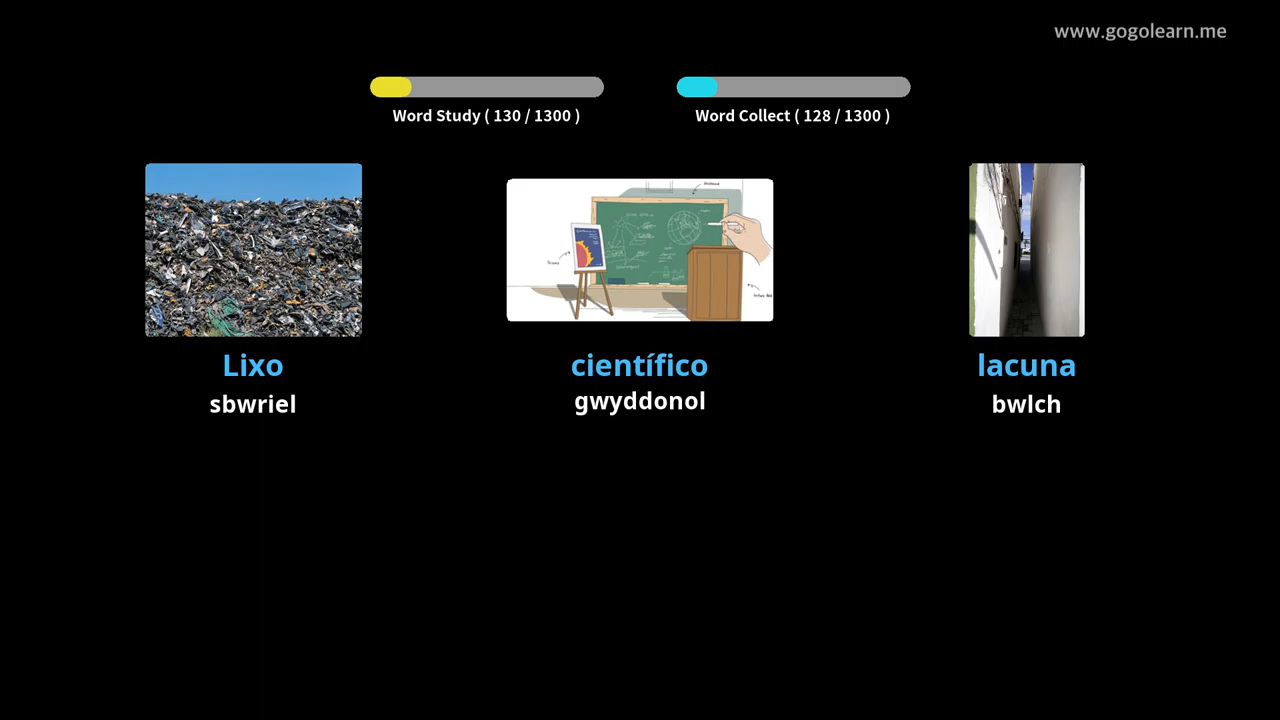 www.gogolearn.me
Word Study ( 130 / 1300 )
Word Collect ( 128 / 1300 )
Lixo
científico
lacuna
sbwriel
gwyddonol
bwlch